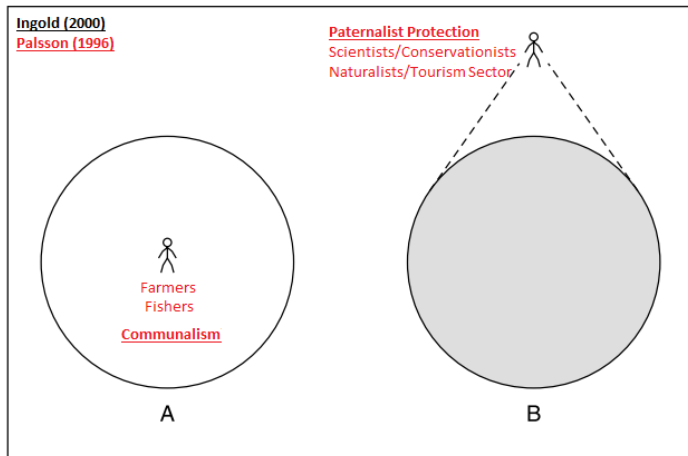 Ingold (2000)
Palsson (1996)
Paternalist Protection
Scientists/Conservationists
Naturalists/Tourism Sector
Farmers
Fishers
Communalism
A
B